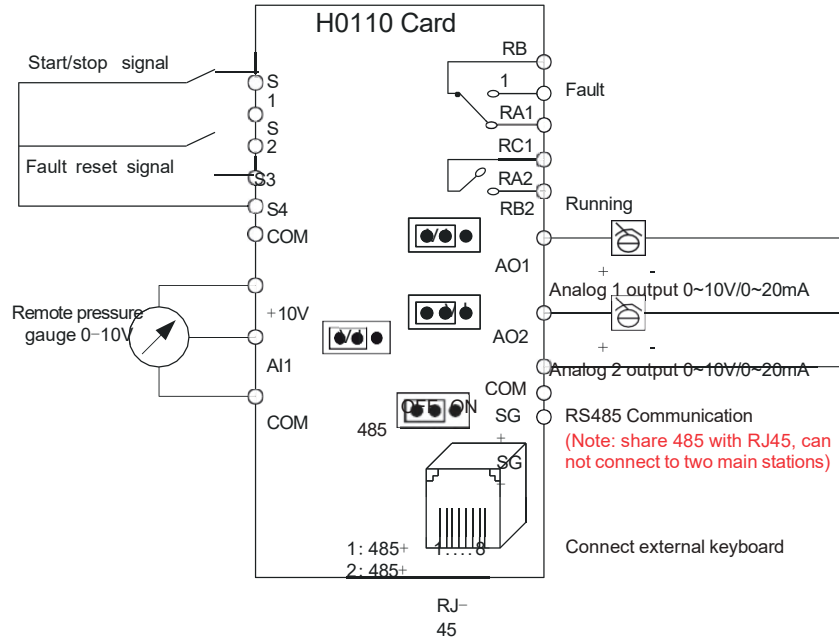 H0110 Card
Start/stop signal
S
1
S
2
Fault reset signal
S3
S4
COM
Remote pressure
gauge 0-10V
+10V
AI1
COM
RB
1
RA1
Fault
RC1
RA2
RB2
Running
AO1
+ -
Analog 1 output 0~10V/0~20mA
AO2
+ -
Analog 2 output 0~10V/0~20mA
COM
OFF ON
485
SG
+
SG
-
RS485 Communication
(Note: share 485 with RJ45, can
not connect to two main stations)
1: 485+
2: 485+
1....8
Connect external keyboard
RJ-
45